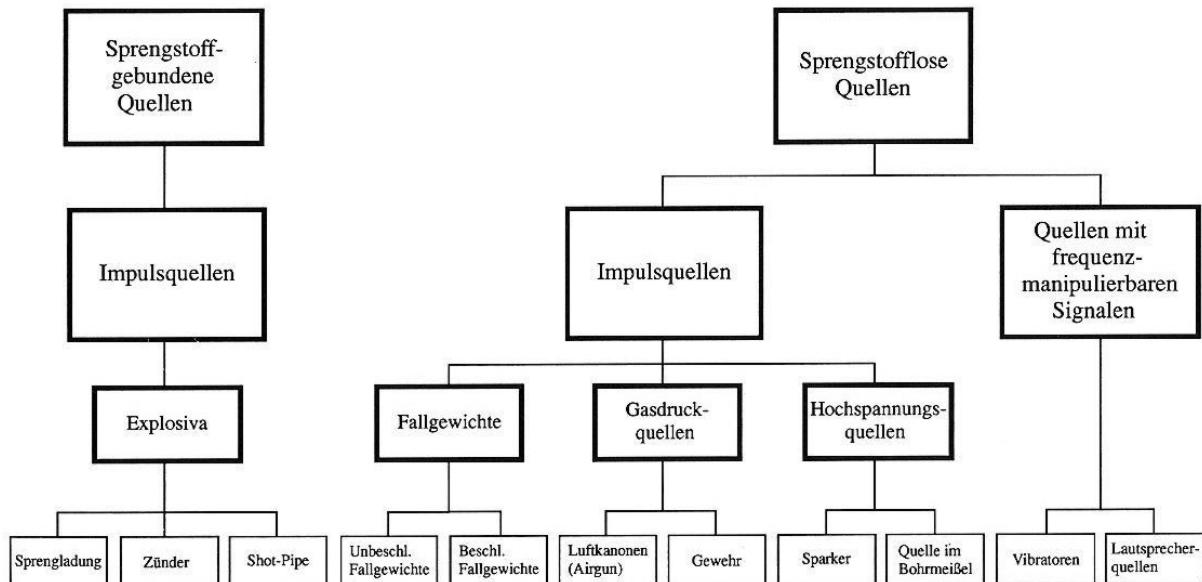 Sprengstoff-
gebundene
Quellen
Sprengstofflose
Quellen
Impulsquellen
Impulsquellen
Quellen mit
frequenz-
manipulierbaren
Signalen
Explosiva
Fallgewichte
Gasdruck-
quellen
Hochspannungs-
quellen
Sprengladung
Zünder
Shot-Pipe
Unbeschl.
Fallgewichte
Beschl.
Fallgewichte
Luftkanonen
(Airgun)
Gewehr
Sparker
Quelle im
Bohrmeißel
Vibratoren
Lautsprecher-
quellen